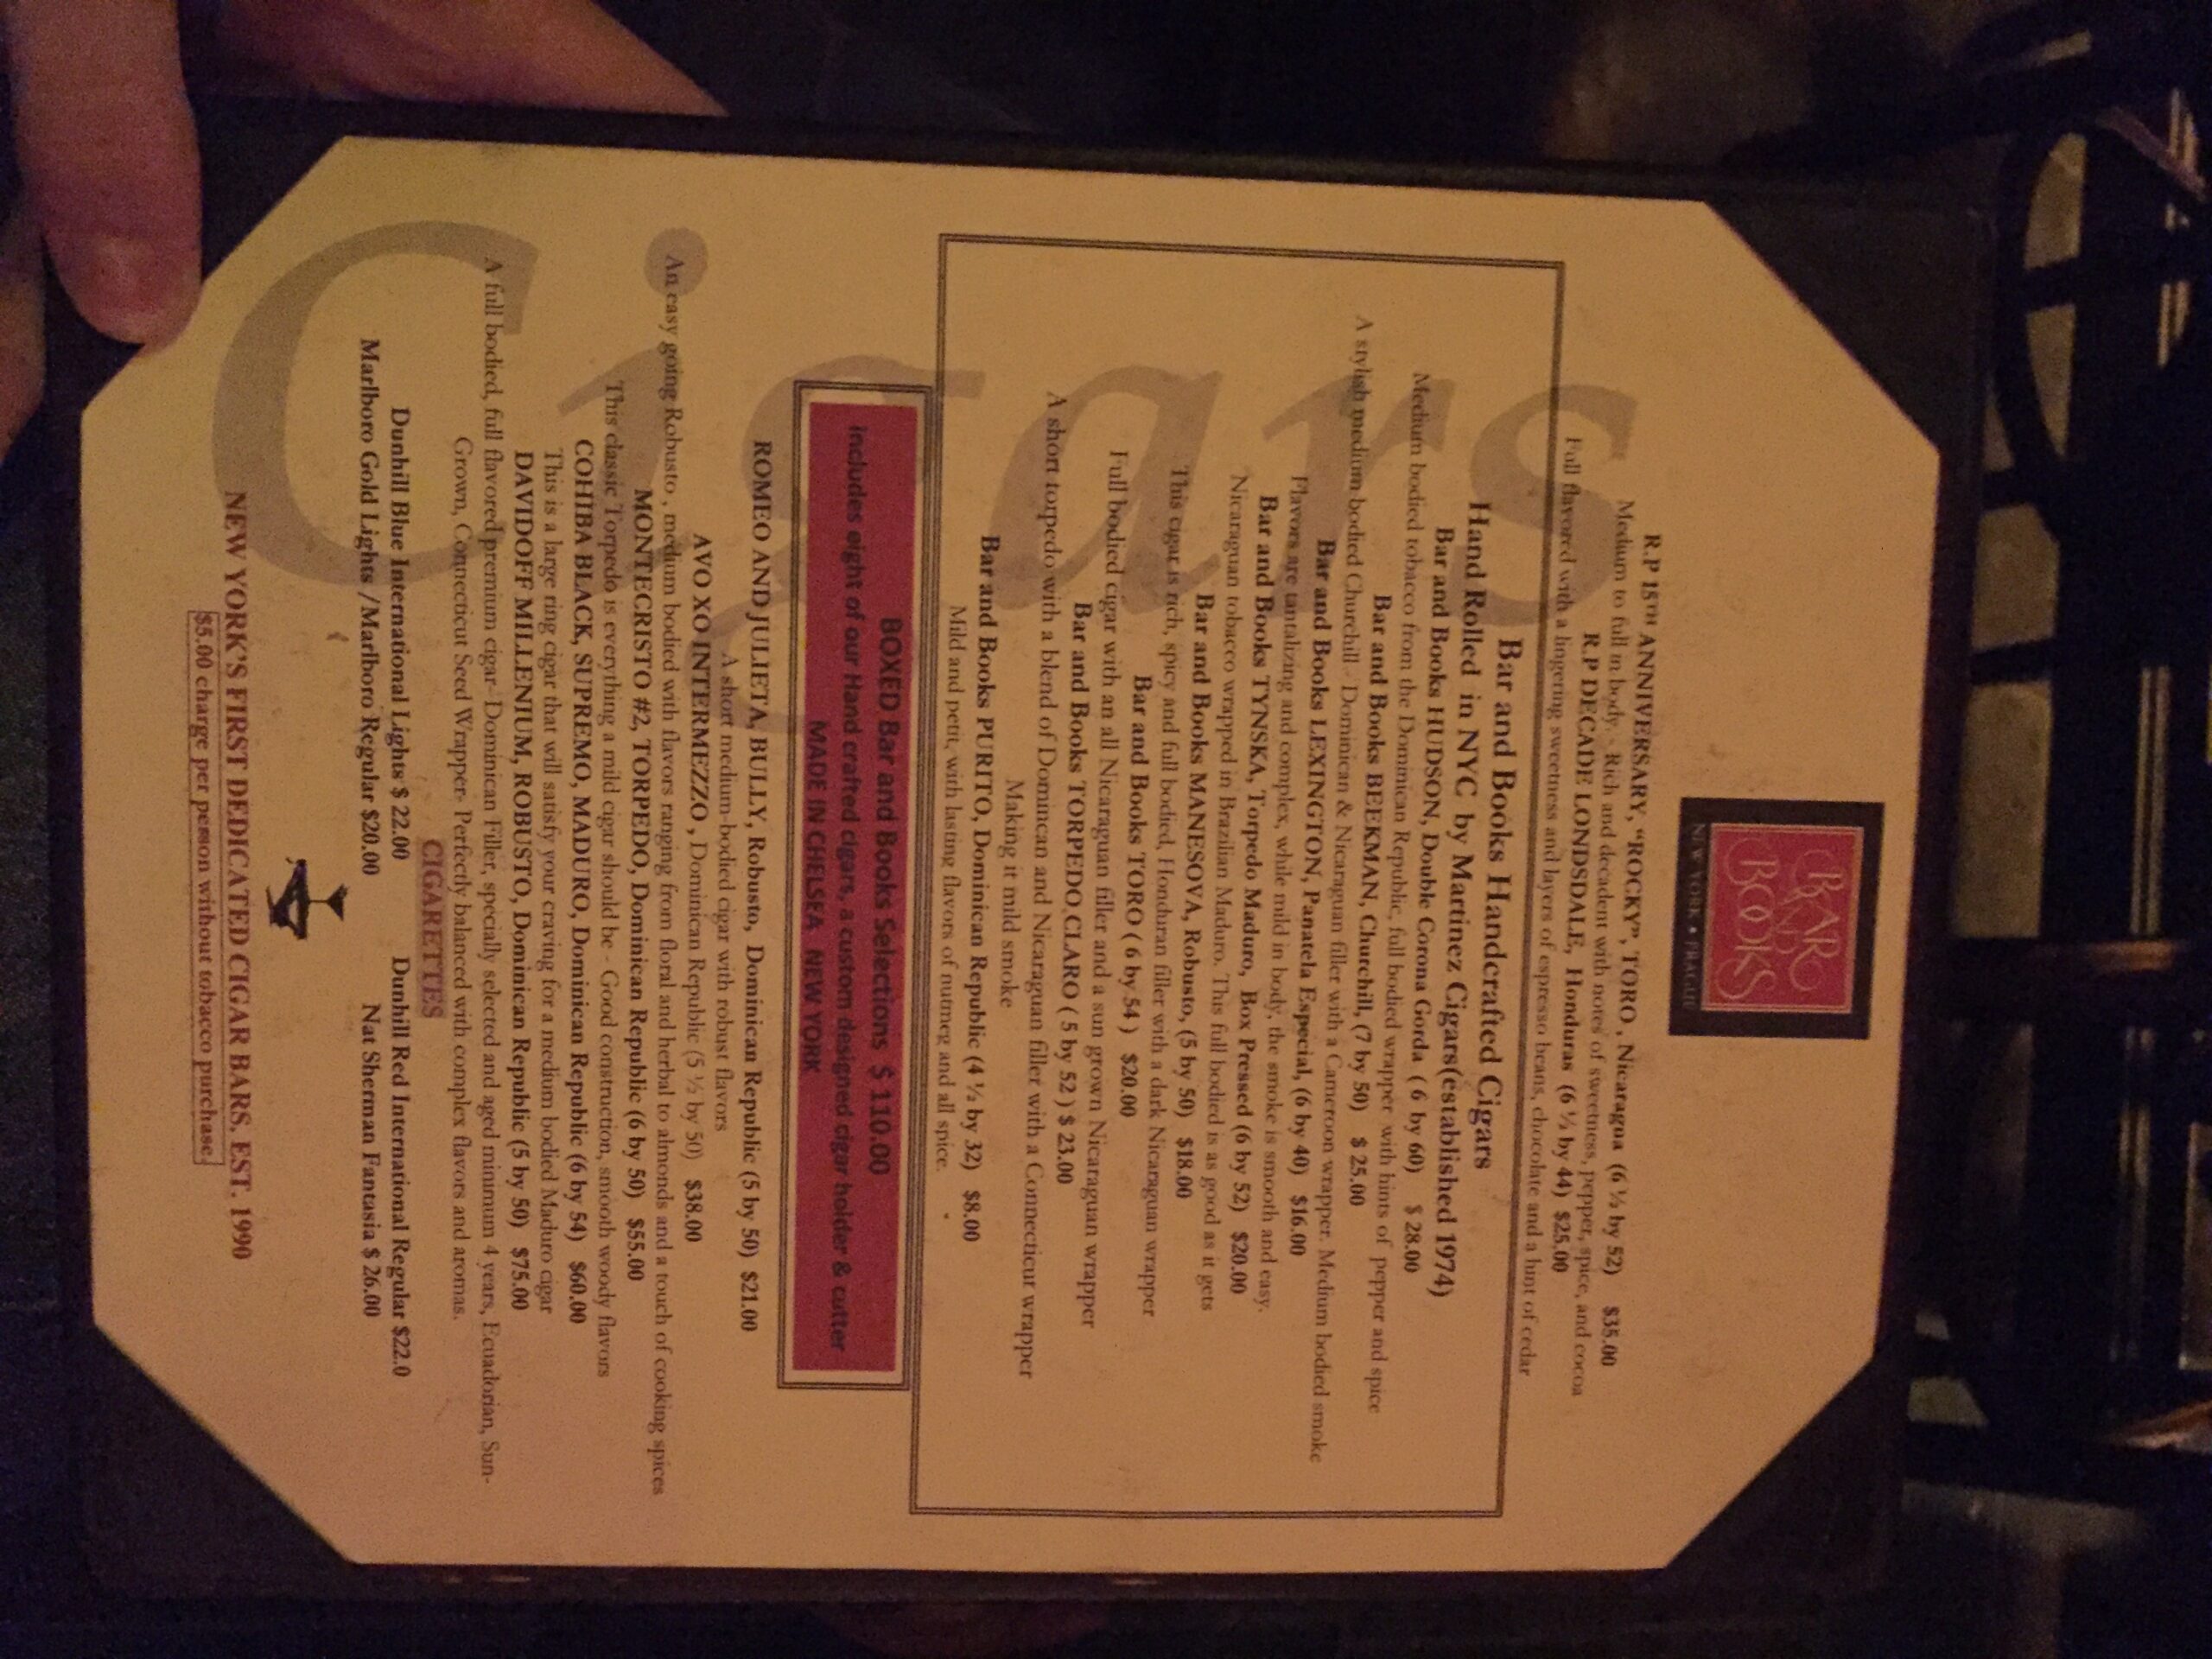 BAR
AND
BOOKS
NEW YORK • PRAGUE
Cigars
R.P 15TH ANNIVERSARY, "ROCKY", TORO, Nicaragua (6 ½ by 52) $35.00
Medium to full in body. Rich and decadent with notes of sweetness, pepper, spice, and cocoa
R.P DECADE LONDSDALE, Honduras (6 ½ by 44) $25.00
Full flavored with a lingering sweetness and layers of espresso beans, chocolate and a hint of cedar
Bar and Books Handcrafted Cigars
Hand Rolled in NYC by Martinez Cigars(established 1974)
Bar and Books HUDSON, Double Corona Gorda ( 6 by 60) $ 28.00
Medium bodied tobacco from the Dominican Republic, full bodied wrapper with hints of pepper and spice
Bar and Books BEEKMAN, Churchill, (7 by 50) $ 25.00
A stylish medium bodied Churchill - Dominican & Nicaraguan filler with a Cameroon wrapper. Medium bodied smoke
Bar and Books LEXINGTON, Panatela Especial, (6 by 40) $16.00
Flavors are tantalizing and complex, while mild in body, the smoke is smooth and easy.
Bar and Books TYNSKA, Torpedo Maduro, Box Pressed (6 by 52) $20.00
Nicaraguan tobacco wrapped in Brazilian Maduro. This full bodied is as good as it gets
Bar and Books MANESOVA, Robusto, (5 by 50) $18.00
This cigar is rich, spicy and full bodied, Honduran filler with a dark Nicaraguan wrapper
Bar and Books TORO ( 6 by 54 ) $20.00
Full bodied cigar with an all Nicaraguan filler and a sun grown Nicaraguan wrapper
Bar and Books TORPEDO,CLARO ( 5 by 52 ) $ 23.00
A short torpedo with a blend of Dominican and Nicaraguan filler with a Connecticut wrapper
Making it mild smoke
Bar and Books PURITO, Dominican Republic (4 ½ by 32) $8.00
Mild and petit, with lasting flavors of nutmeg and all spice.
BOXED Bar and Books Selections $ 110.00
includes eight of our Hand crafted cigars, a custom designed cigar holder & cutter
MADE IN CHELSEA NEW YORK
ROMEO AND JULIETA, BULLY, Robusto, Dominican Republic (5 by 50) $21.00
A short medium-bodied cigar with robust flavors
AVO XO INTERMEZZO , Dominican Republic (5 ½ by 50) $38.00
An easy going Robusto , medium bodied with flavors ranging from floral and herbal to almonds and a touch of cooking spices
MONTECRISTO #2, TORPEDO, Dominican Republic (6 by 50) $55.00
This classic Torpedo is everything a mild cigar should be - Good construction, smooth woody flavors
COHIBA BLACK, SUPREMO, MADURO, Dominican Republic (6 by 54) $60.00
This is a large ring cigar that will satisfy your craving for a medium bodied Maduro cigar
DAVIDOFF MILLENIUM, ROBUSTO, Dominican Republic (5 by 50) $75.00
A full bodied, full flavored premium cigar- Dominican Filler, specially selected and aged minimum 4 years, Ecuadorian, Sun-
Grown, Connecticut Seed Wrapper- Perfectly balanced with complex flavors and aromas.
CIGARETTES
Dunhill Blue International Lights $ 22.00 Dunhill Red International Regular $22.0
Marlboro Gold Lights /Marlboro Regular $20.00 Nat Sherman Fantasia $ 26.00
NEW YORK'S FIRST DEDICATED CIGAR BARS, EST. 1990
$5.00 charge per person without tobacco purchase.